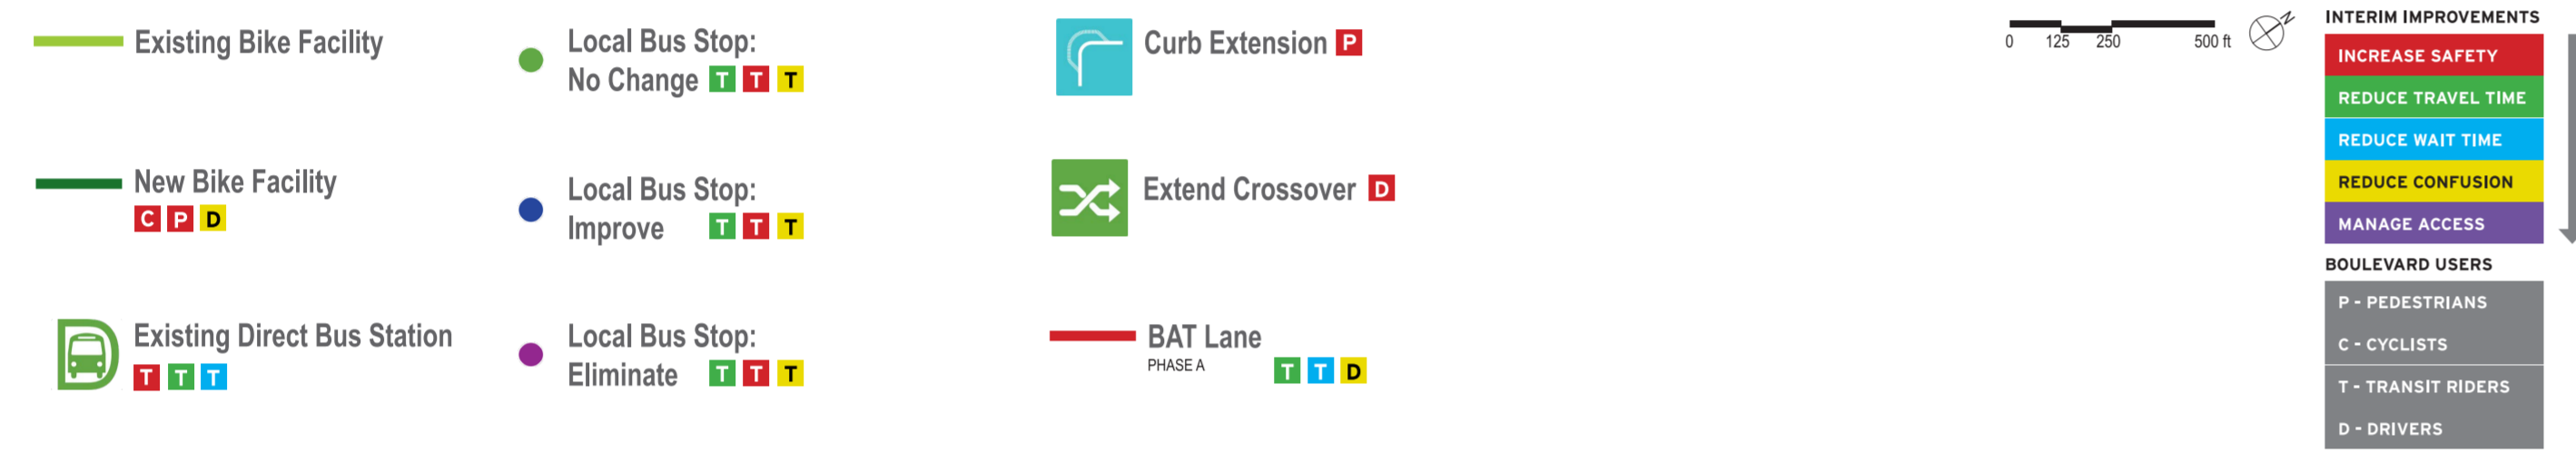 Existing Bike Facility
New Bike Facility
C P D
D
Existing Direct Bus Station
T T T
Local Bus Stop:
No Change T T T
Local Bus Stop:
Improve T T T
Local Bus Stop:
Eliminate T T T
Curb Extension P
Extend Crossover D
BAT Lane
PHASE A T T D
0 125 250 500 ft
N
INTERIM IMPROVEMENTS
INCREASE SAFETY
REDUCE TRAVEL TIME
REDUCE WAIT TIME
REDUCE CONFUSION
MANAGE ACCESS
BOULEVARD USERS
P - PEDESTRIANS
C - CYCLISTS
T - TRANSIT RIDERS
D - DRIVERS